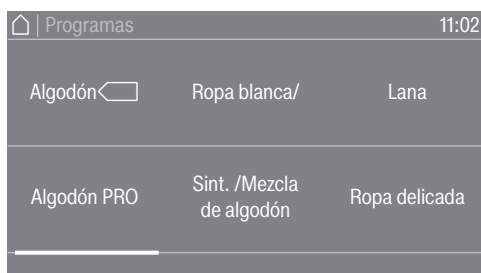 Programas 11:02
Algodón Ropa blanca/ Lana
Algodón PRO Sint. /Mezcla de algodón Ropa delicada